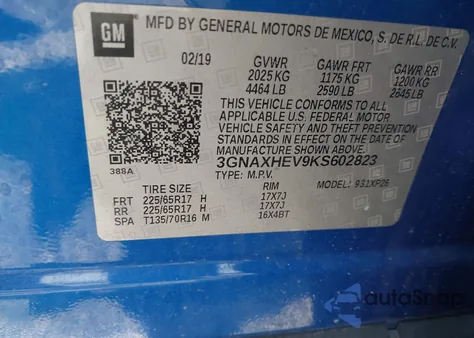 GM
MFD BY GENERAL MOTORS DE MEXICO, S. DE R.L. DE C.V.
02/19 GVWR GAWR FRT GAWR RR
2025 KG 1175 KG 1200 KG
4464 LB 2590 LB 2645 LB
THIS VEHICLE CONFORMS TO ALL
APPLICABLE U.S. FEDERAL MOTOR
VEHICLE SAFETY AND THEFT PREVENTION
STANDARDS IN EFFECT ON THE DATE OF
MANUFACTURE SHOWN ABOVE.
3GNAXHEV9KS602823
388A TYPE: M.P.V. MODEL: 931XP26
TIRE SIZE RIM
FRT 225/65R17 H 17X7J
RR 225/65R17 H 17X7J
SPA T135/70R16 M 16X4BT
autoSnap